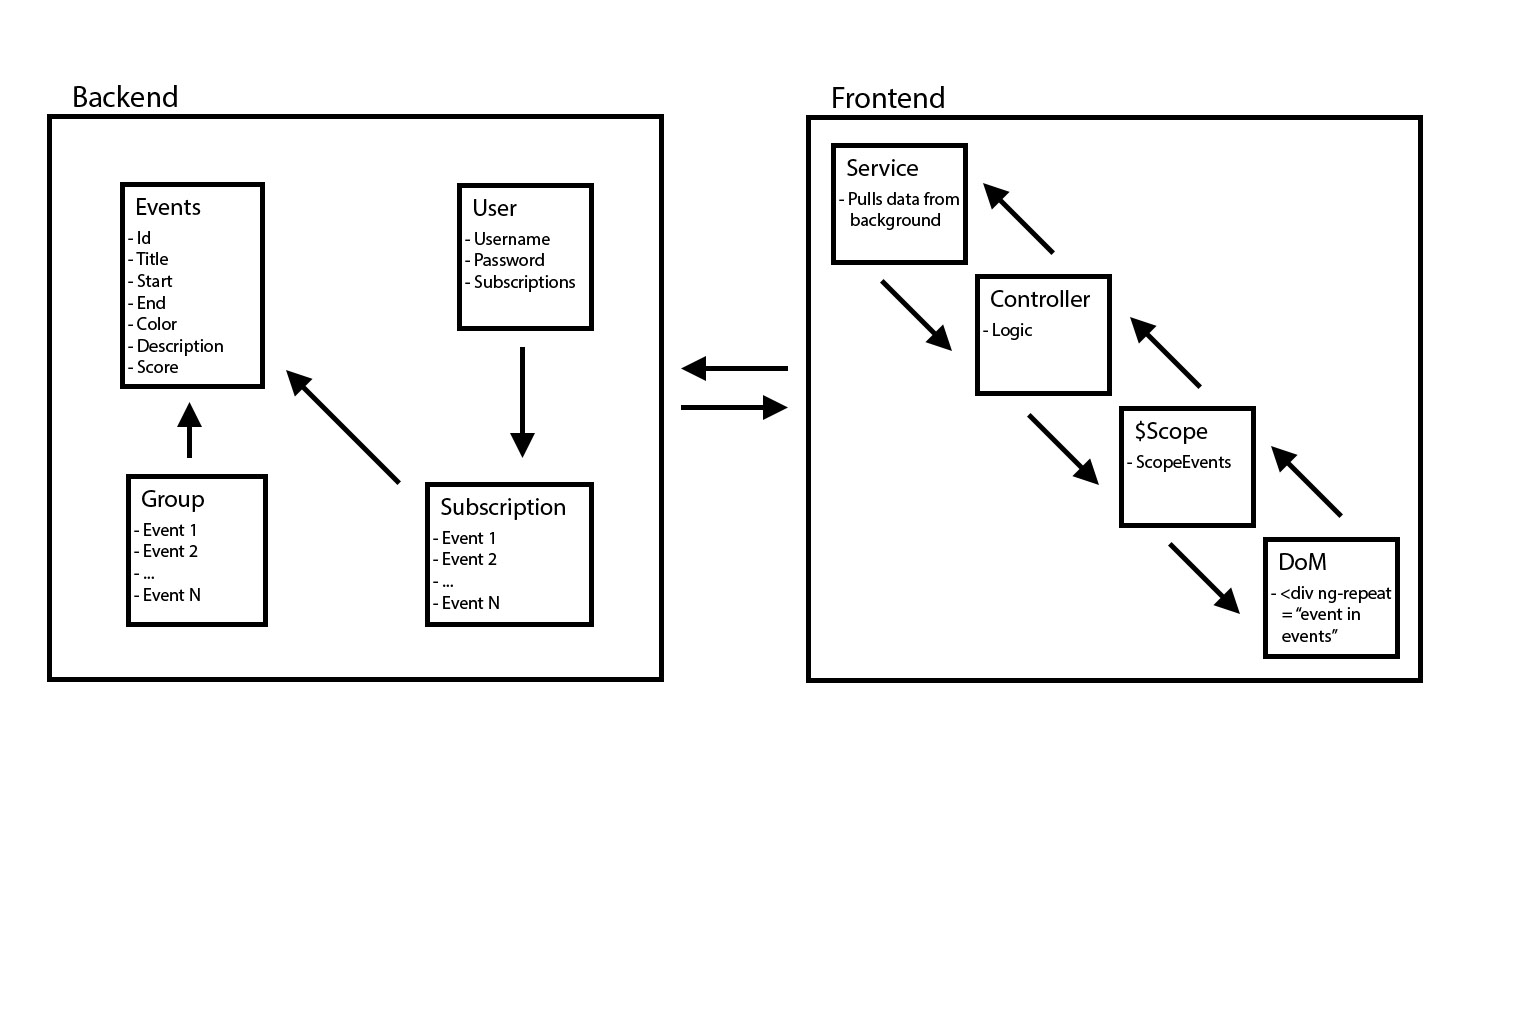 Backend
Events
- Id
- Title
- Start
- End
- Color
- Description
- Score
User
- Username
- Password
- Subscriptions
Group
- Event 1
- Event 2
- ...
- Event N
Subscription
- Event 1
- Event 2
- ...
- Event N
Frontend
Service
- Pulls data from
background
Controller
- Logic
$Scope
- ScopeEvents
DoM
- <div ng-repeat
= “event in
events”